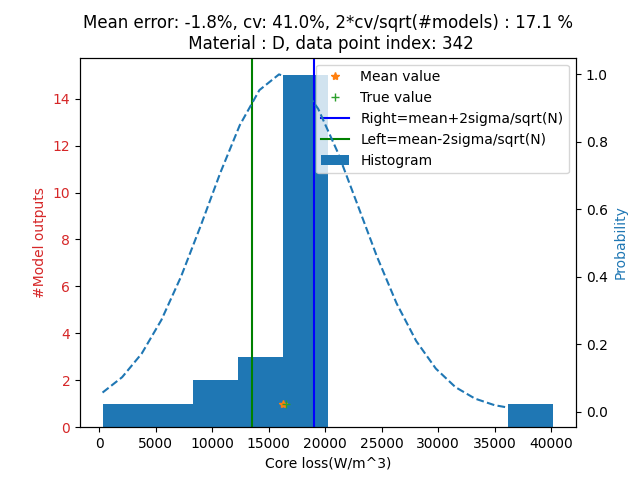 Mean error: -1.8%, cv: 41.0%, 2*cv/sqrt(#models) : 17.1 %
Material : D, data point index: 342
Mean value
True value
Right=mean+2sigma/sqrt(N)
Left=mean-2sigma/sqrt(N)
Histogram
#Model outputs
14
12
10
8
6
4
2
0
1.0
0.8
0.6
0.4
0.2
0.0
Probability
0 5000 10000 15000 20000 25000 30000 35000 40000
Core loss(W/m^3)